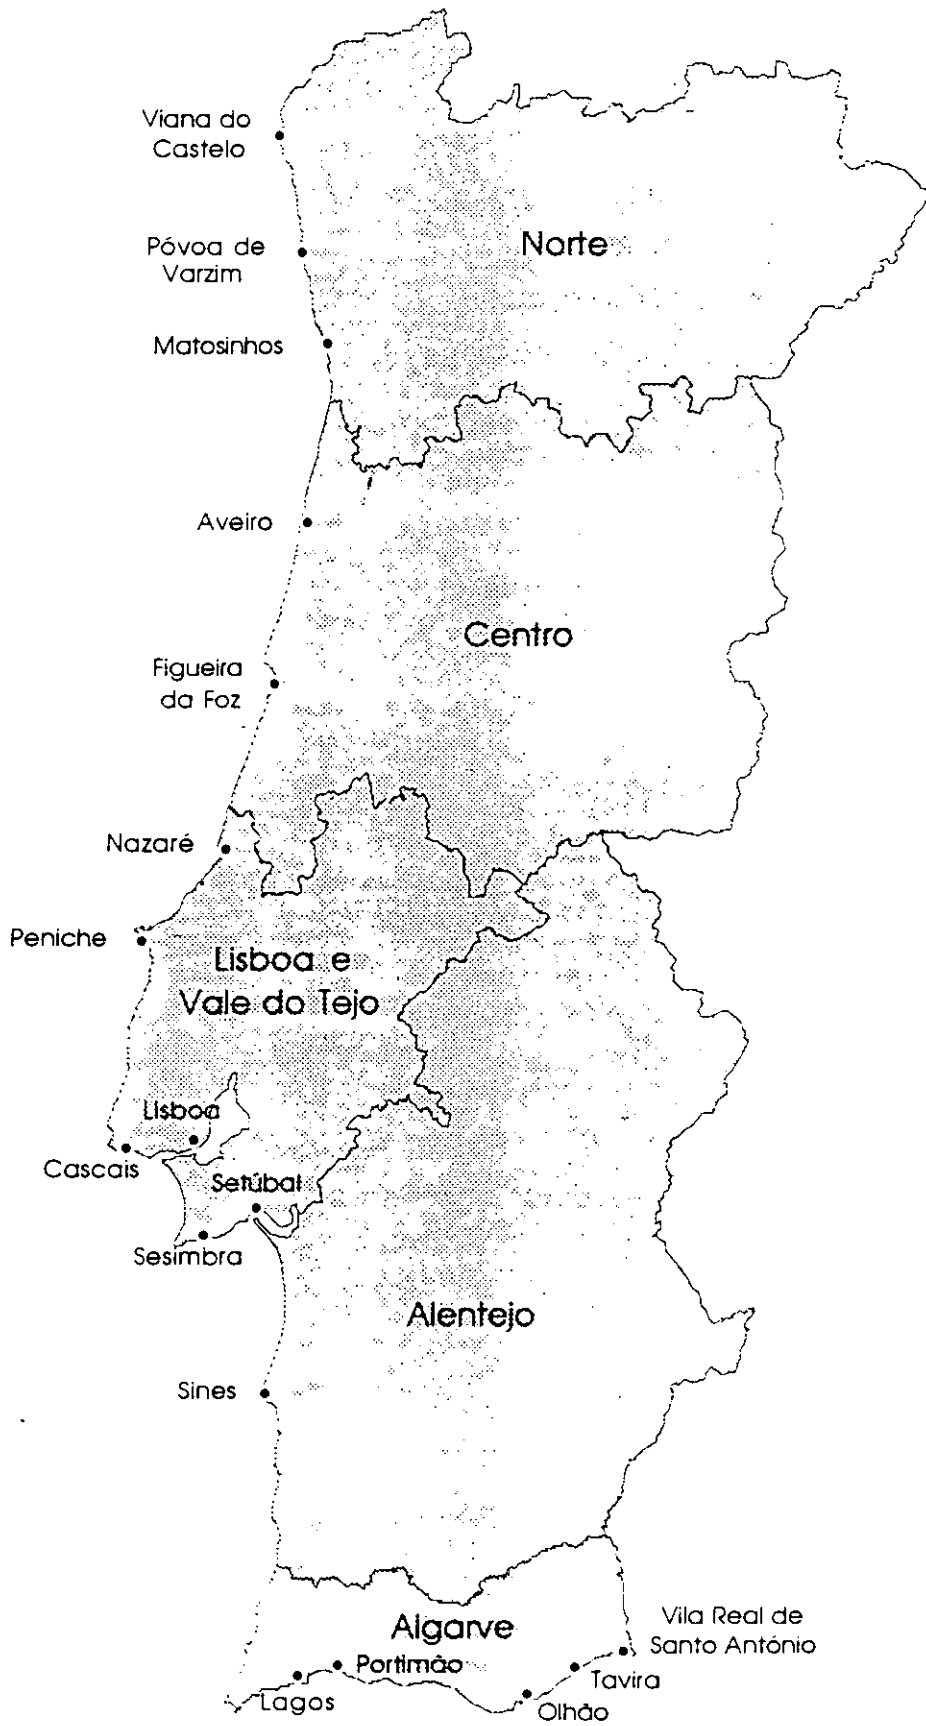 Viana do
Castelo
Póvoa de
Varzim
Norte
Matosinhos
Aveiro
Centro
Figueira
da Foz
Nazaré
Peniche
Lisboa e
Vale do Tejo
Lisboa
Cascais
Setúbal
Sesimbra
Alentejo
Sines
Algarve
Vila Real de
Santo António
Portimão
Tavira
Lagos
Olhão